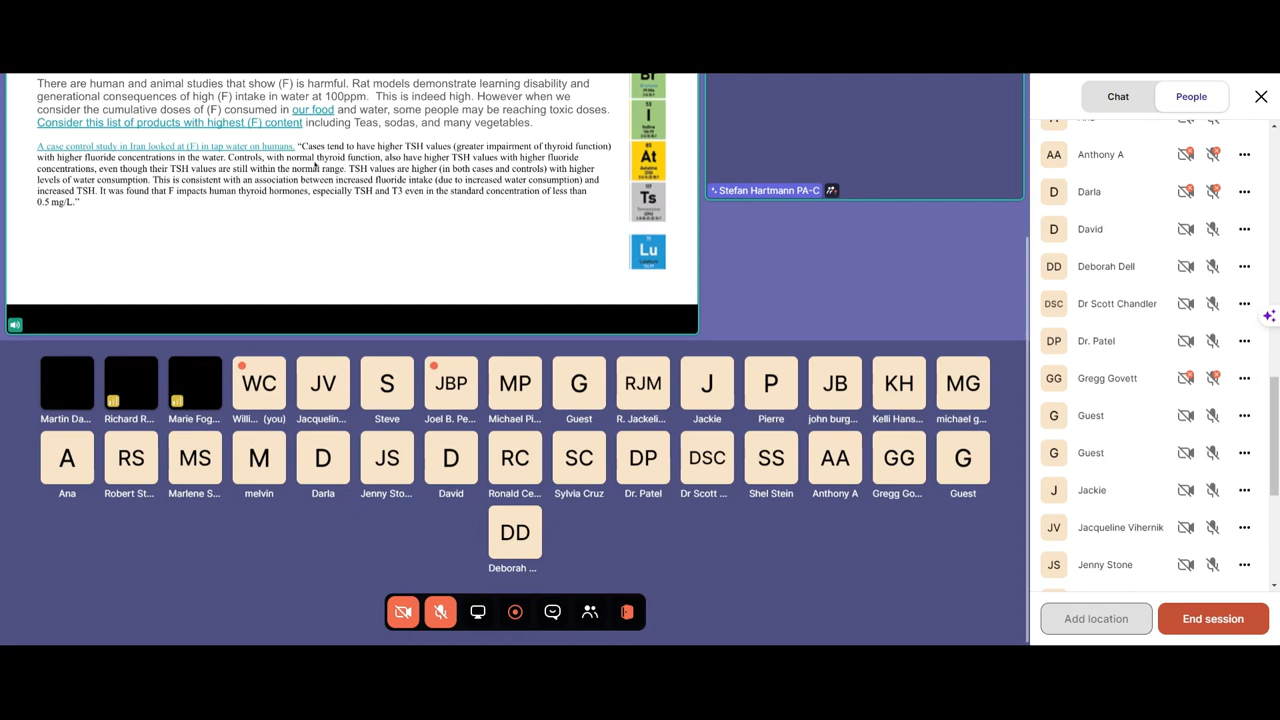 There are human and animal studies that show (F) is harmful. Rat models demonstrate learning disability and
generational consequences of high (F) intake in water at 100ppm.  This is indeed high. However when we
consider the cumulative doses of (F) consumed in our food and water, some people may be reaching toxic doses.
Consider this list of products with highest (F) content including Teas, sodas, and many vegetables.
A case control study in Iran looked at (F) in tap water on humans. “Cases tend to have higher TSH values (greater impairment of thyroid function)
with higher fluoride concentrations in the water. Controls, with normal thyroid function, also have higher TSH values with higher fluoride
concentrations, even though their TSH values are still within the normal range. TSH values are higher (in both cases and controls) with higher
levels of water consumption. This is consistent with an association between increased fluoride intake (due to increased water consumption) and
increased TSH. It was found that F impacts human thyroid hormones, especially TSH and T3 even in the standard concentration of less than
0.5 mg/L.”
Br
53
I
85
At
Ts
Lu
Stefan Hartmann PA-C
WC
JV
S
JBP
MP
G
RJM
J
P
JB
KH
MG
Martin Da...
Richard R...
Marie Fog...
Willi... (you)
Jacquelin...
Steve
Joel B. Pe...
Michael Pi...
Guest
R. Jackeli...
Jackie
Pierre
john burg...
Kelli Hans...
michael g...
A
RS
MS
M
D
JS
D
RC
SC
DP
DSC
SS
AA
GG
G
Ana
Robert St...
Marlene S...
melvin
Darla
Jenny Sto...
David
Ronald Ce...
Sylvia Cruz
Dr. Patel
Dr Scott ...
Shel Stein
Anthony A
Gregg Go...
Guest
DD
Deborah ...
Chat
People
AA
Anthony A
D
Darla
D
David
DD
Deborah Dell
DSC
Dr Scott Chandler
DP
Dr. Patel
GG
Gregg Govett
G
Guest
G
Guest
J
Jackie
JV
Jacqueline Vihernik
JS
Jenny Stone
Add location
End session